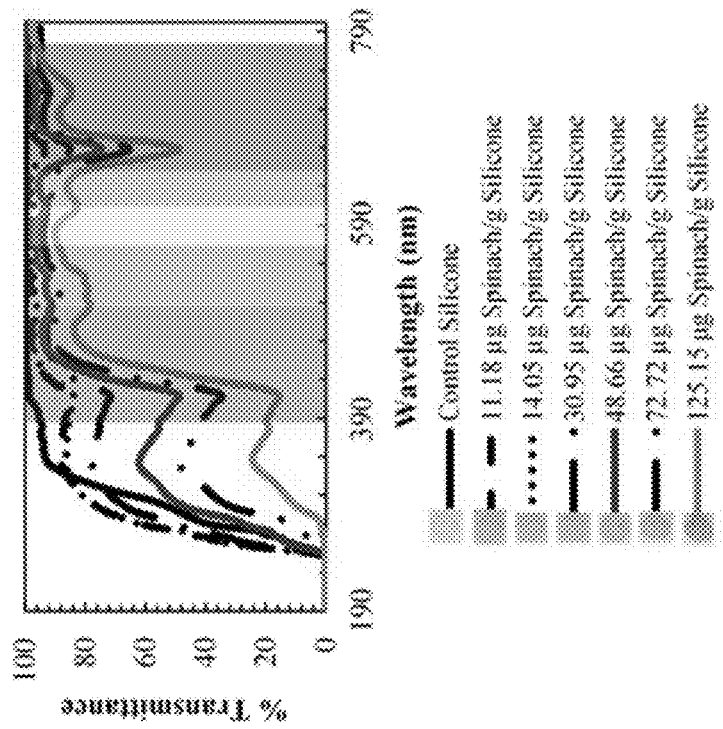 % Transmittance
100
80
60
40
20
0
190
390
590
790
Wavelength (nm)
Control Silicone
11.18 µg Spinach/g Silicone
14.05 µg Spinach/g Silicone
30.95 µg Spinach/g Silicone
48.66 µg Spinach/g Silicone
72.72 µg Spinach/g Silicone
125.15 µg Spinach/g Silicone